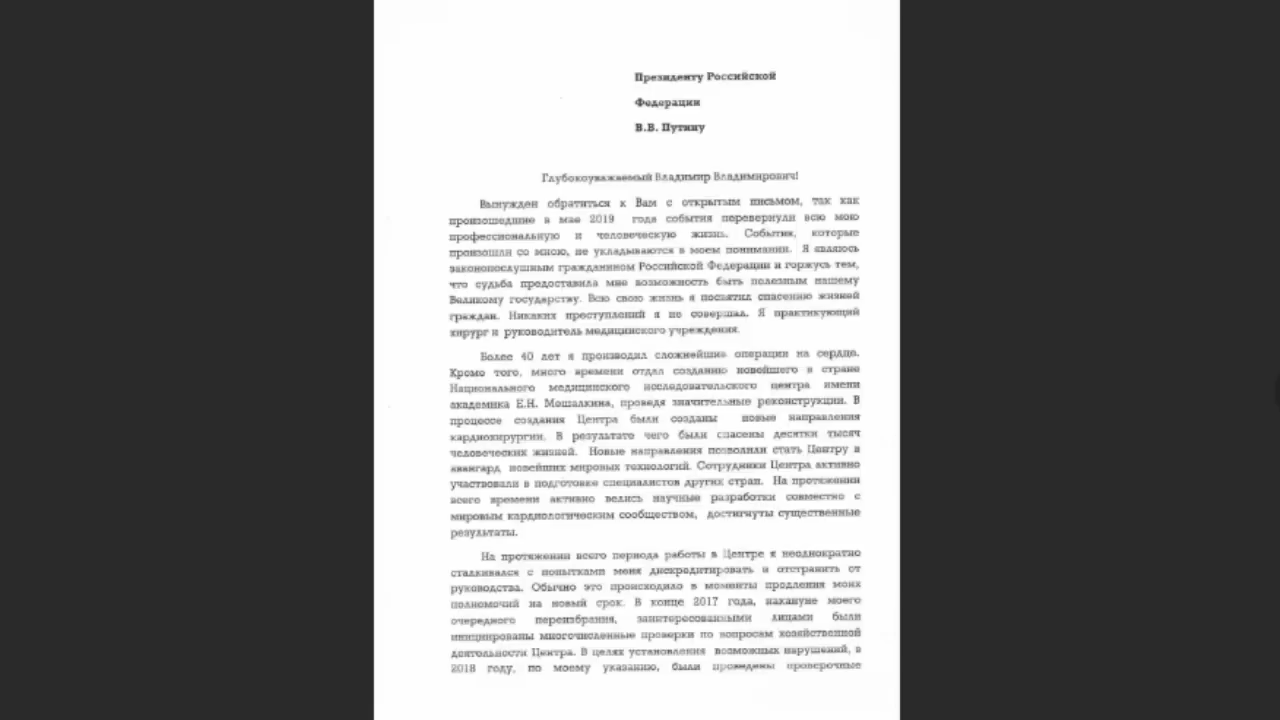 Президенту Российской
Федерации
В.В. Путину
Глубокоуважаемый Владимир Владимирович!
Вынужден обратиться к Вам с открытым письмом, так как
произошедшие в мае 2019 года события перевернули всю мою
профессиональную и человеческую жизнь. События, которые
произошли со мною, не укладываются в моем понимании. Я являюсь
законопослушным гражданином Российской Федерации и горжусь тем,
что судьба предоставила мне возможность быть полезным нашему
Великому государству. Всю свою жизнь я посвятил спасению жизней
граждан. Никаких преступлений я не совершал. Я практикующий
хирург и руководитель медицинского учреждения.
Более 40 лет я производил сложнейшие операции на сердце.
Кроме того, много времени отдал созданию новейшего в стране
Национального медицинского исследовательского центра имени
академика Е.Н. Мешалкина, проведя значительные реконструкции. В
процессе создания Центра были созданы новые направления
кардиохирургии. В результате чего были спасены десятки тысяч
человеческих жизней. Новые направления позволили стать Центру в
авангард новейших мировых технологий. Сотрудники Центра активно
участвовали в подготовке специалистов других стран. На протяжении
всего времени активно велись научные разработки совместно с
мировым кардиологическим сообществом, достигнуты существенные
результаты.
На протяжении всего периода работы в Центре я неоднократно
сталкивался с попытками меня дискредитировать и отстранить от
руководства. Обычно это происходило в моменты продления моих
полномочий на новый срок. В конце 2017 года, накануне моего
очередного переизбрания, заинтересованными лицами были
инициированы многочисленные проверки по вопросам хозяйственной
деятельности Центра. В целях установления возможных нарушений, в
2018 году, по моему указанию, были проведены проверочные